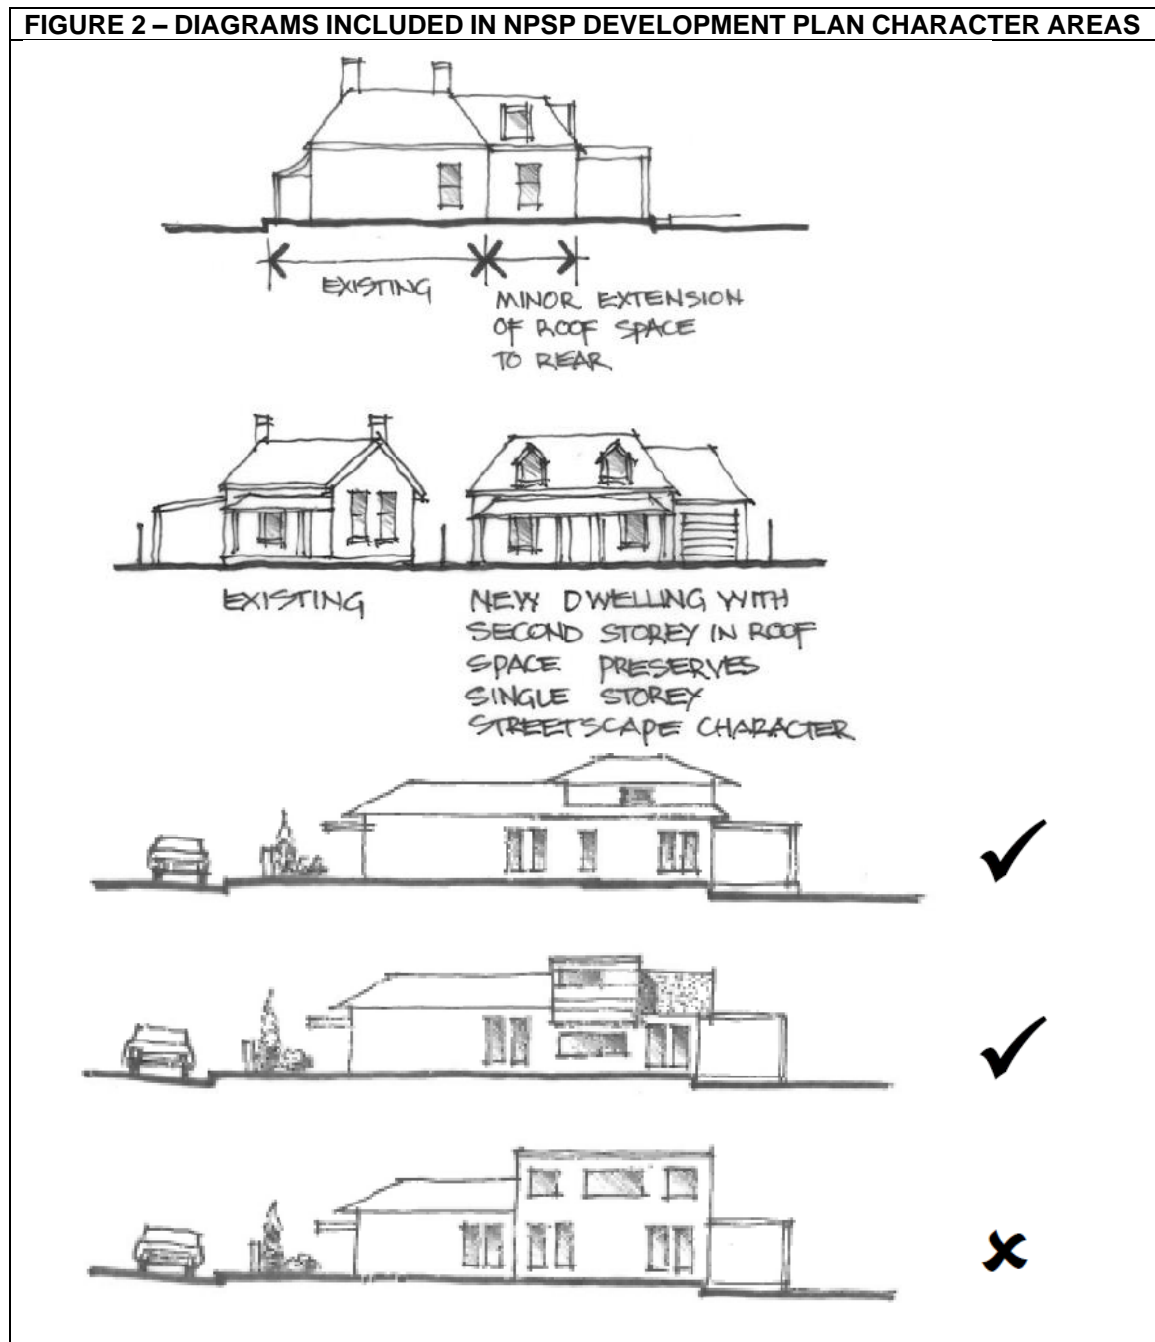 FIGURE 2 – DIAGRAMS INCLUDED IN NPSP DEVELOPMENT PLAN CHARACTER AREAS
EXISTING
MINOR EXTENSION
OF ROOF SPACE
TO REAR
EXISTING
NEW DWELLING WITH
SECOND STOREY IN ROOF
SPACE PRESERVES
SINGLE STOREY
STREETSCAPE CHARACTER